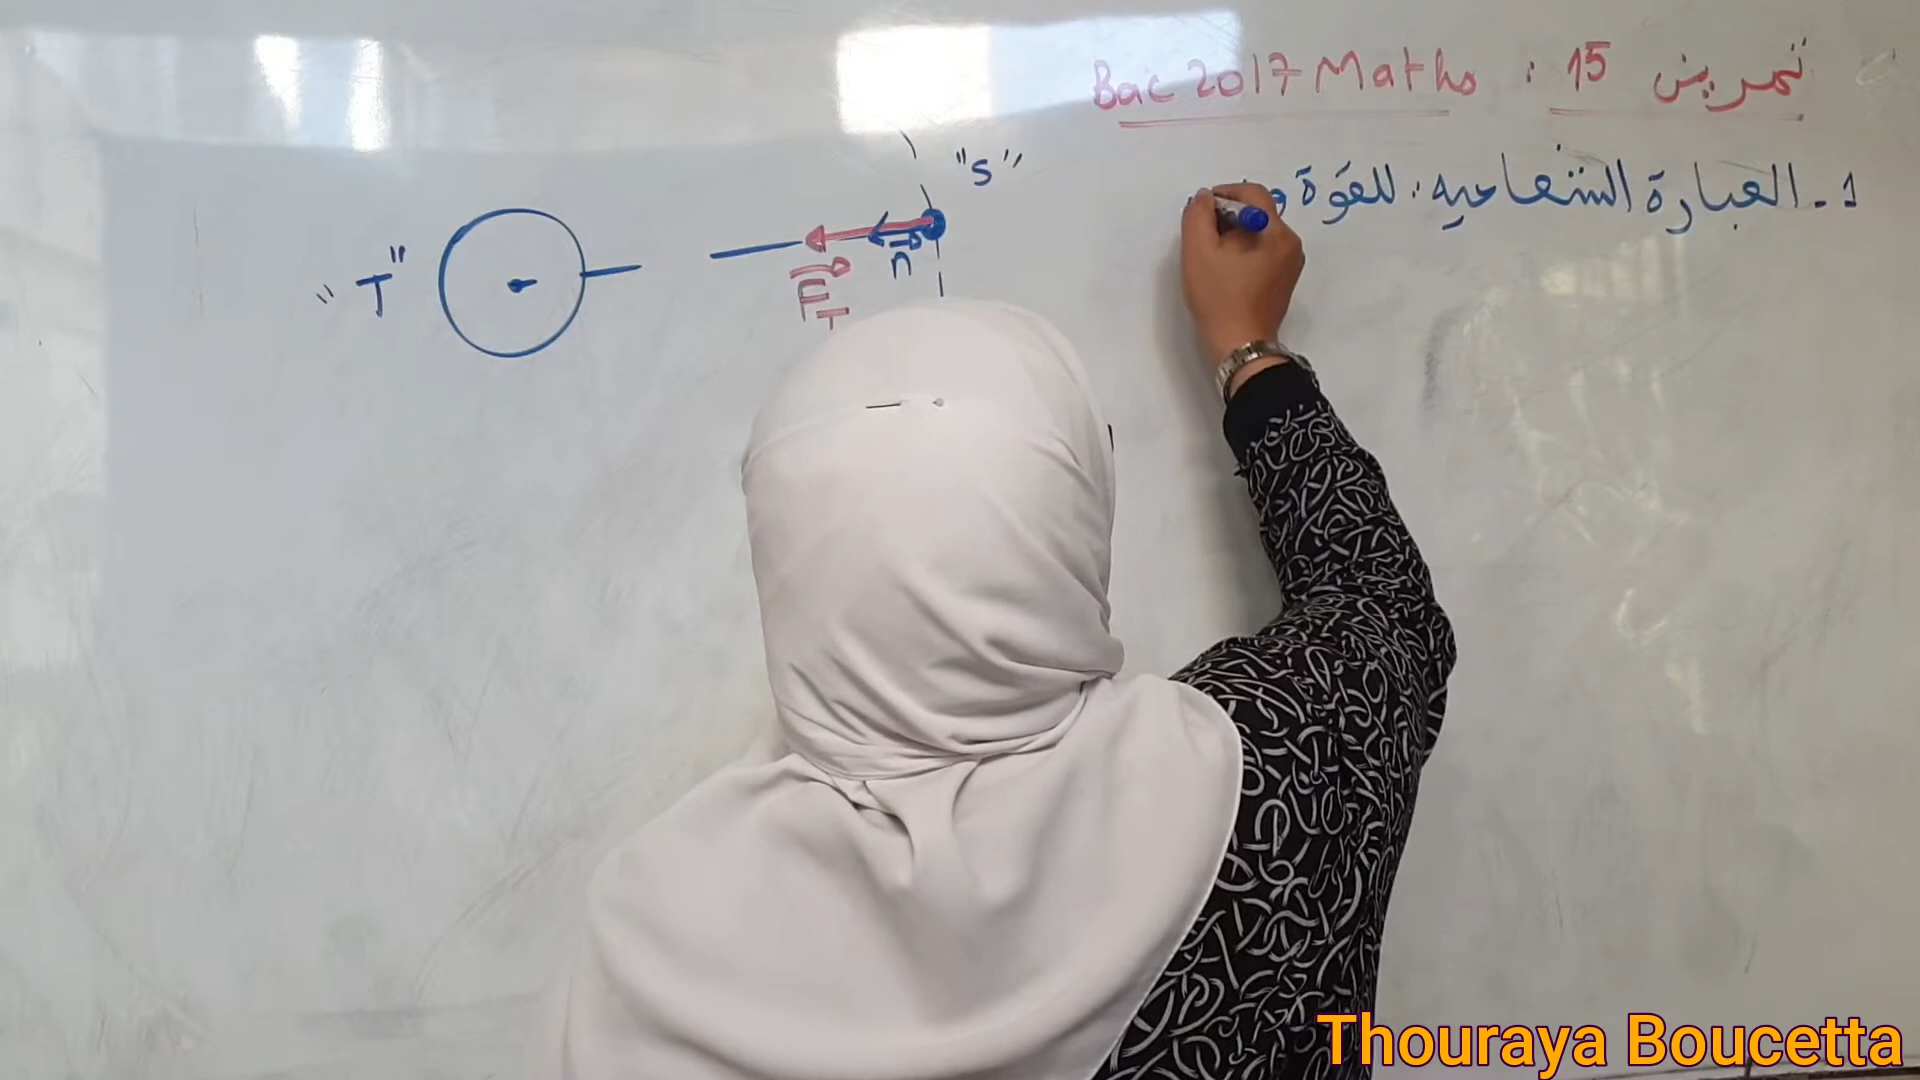 تمرين 15 : Bac 2017 Maths
1 - العبارة الشعاعية للقوة
"S"
"T"
n
F T
Thouraya Boucetta